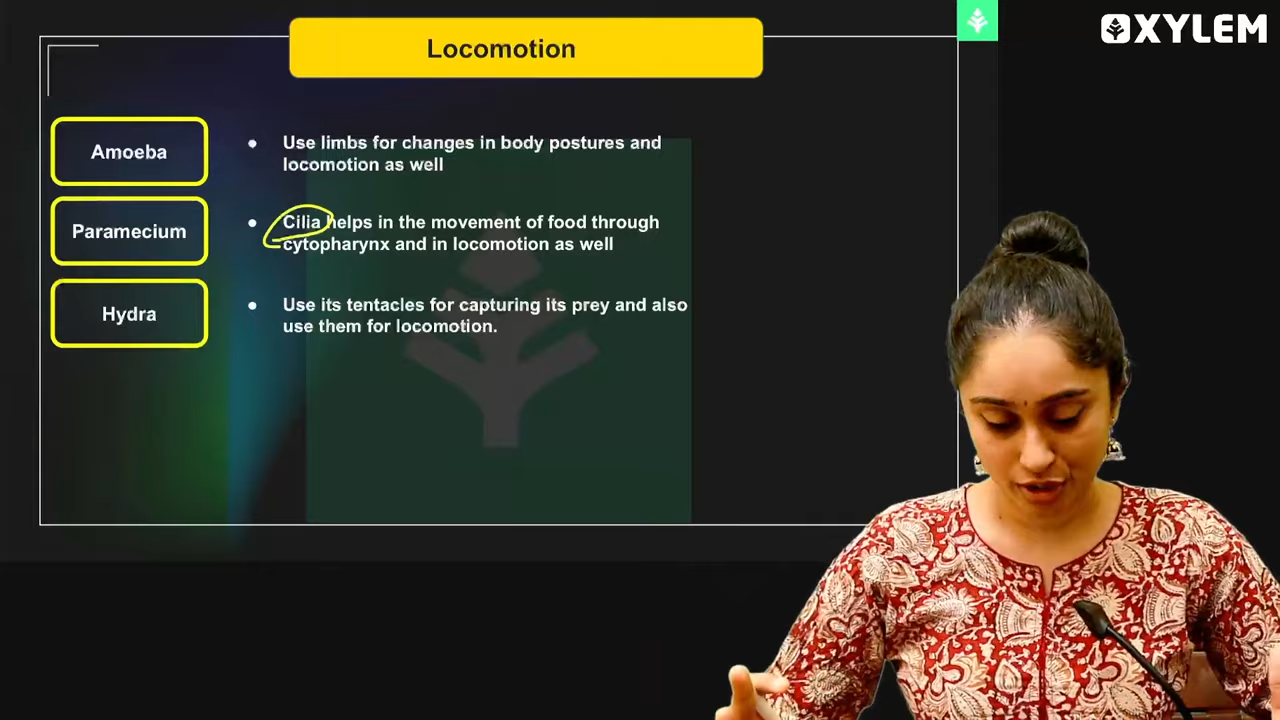 Locomotion
XYLEM
Amoeba
Use limbs for changes in body postures and
locomotion as well
Paramecium
Cilia helps in the movement of food through
cytopharynx and in locomotion as well
Hydra
Use its tentacles for capturing its prey and also
use them for locomotion.